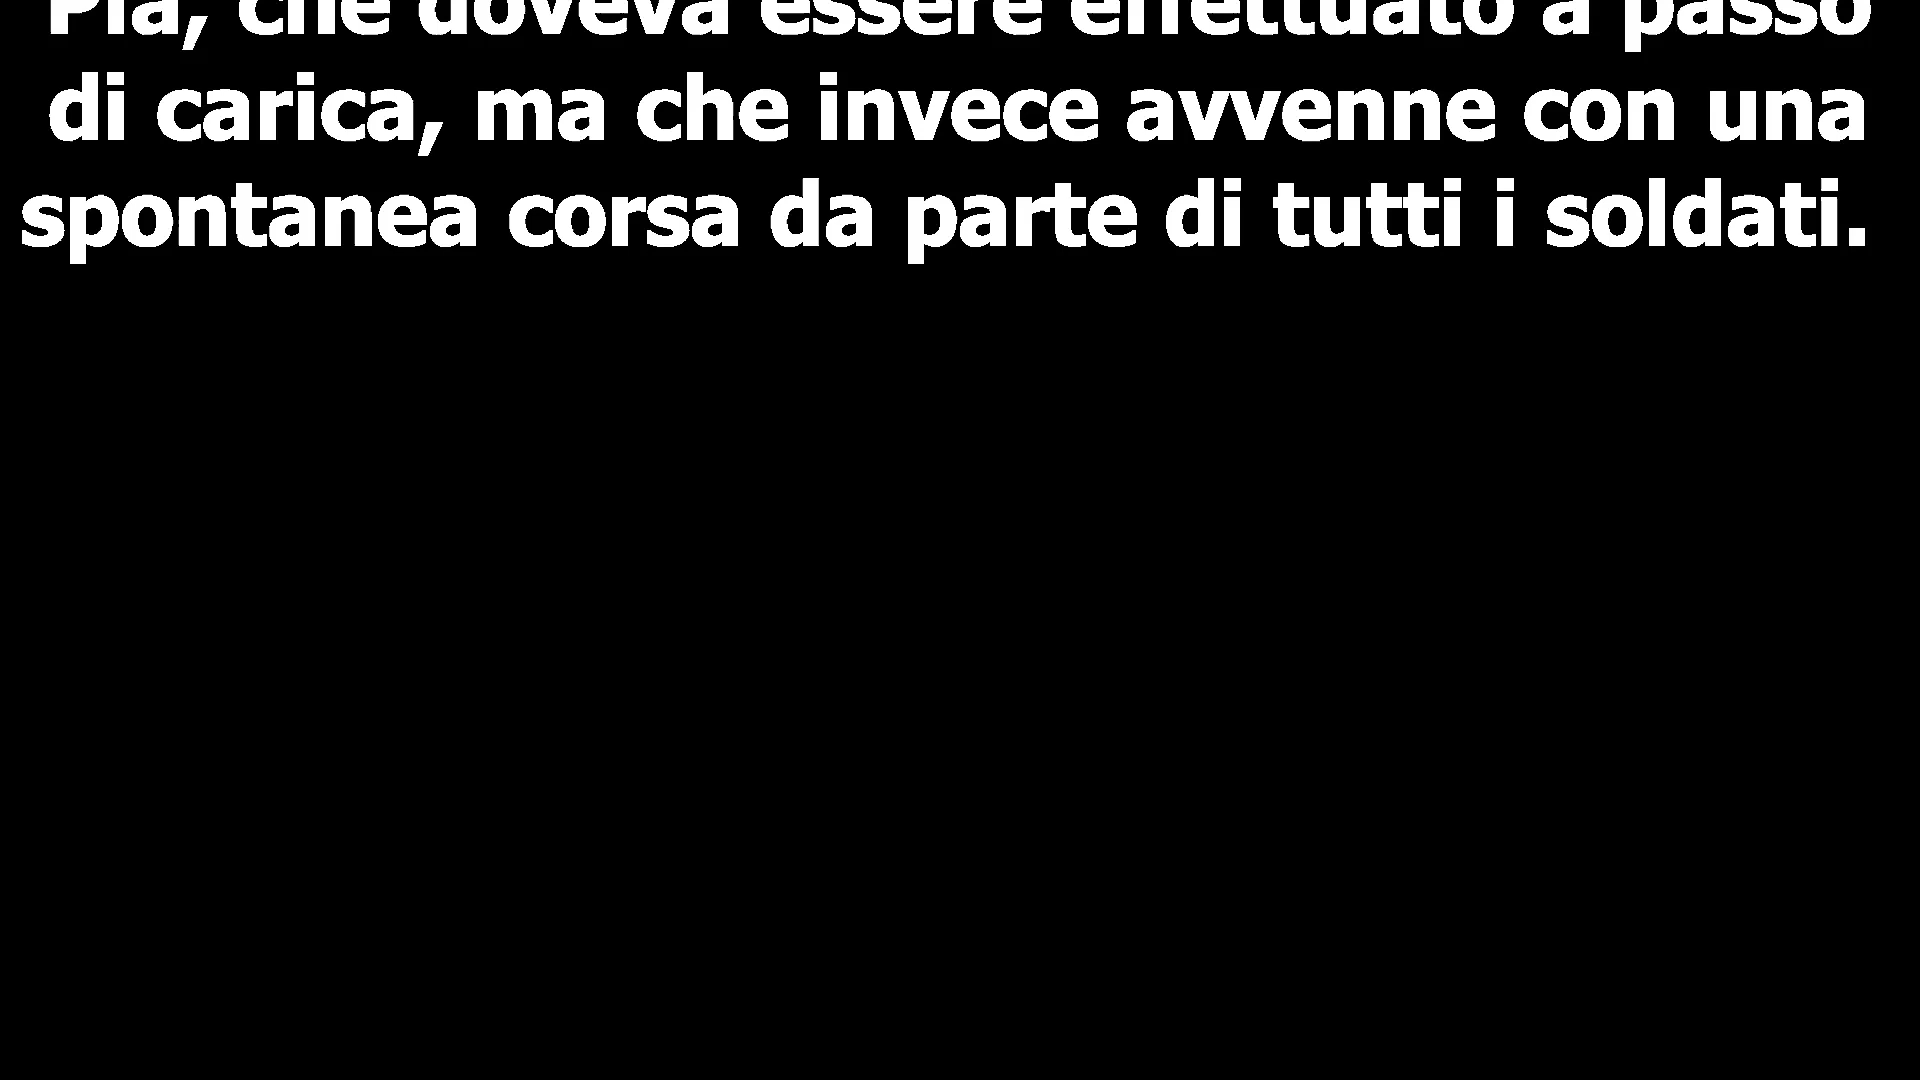 Pia, che doveva essere effettuato a passo
di carica, ma che invece avvenne con una
spontanea corsa da parte di tutti i soldati.